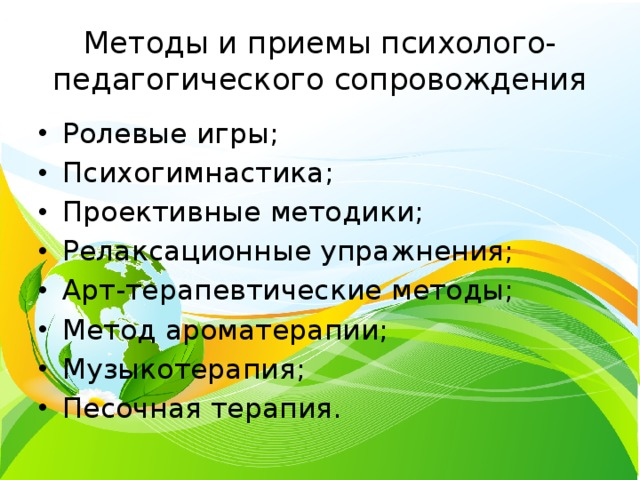 Методы и приемы психолого-
педагогического сопровождения
• Ролевые игры;
• Психогимнастика;
• Проективные методики;
• Релаксационные упражнения;
• Арт-терапевтические методы;
• Метод ароматерапии;
• Музыкотерапия;
• Песочная терапия.